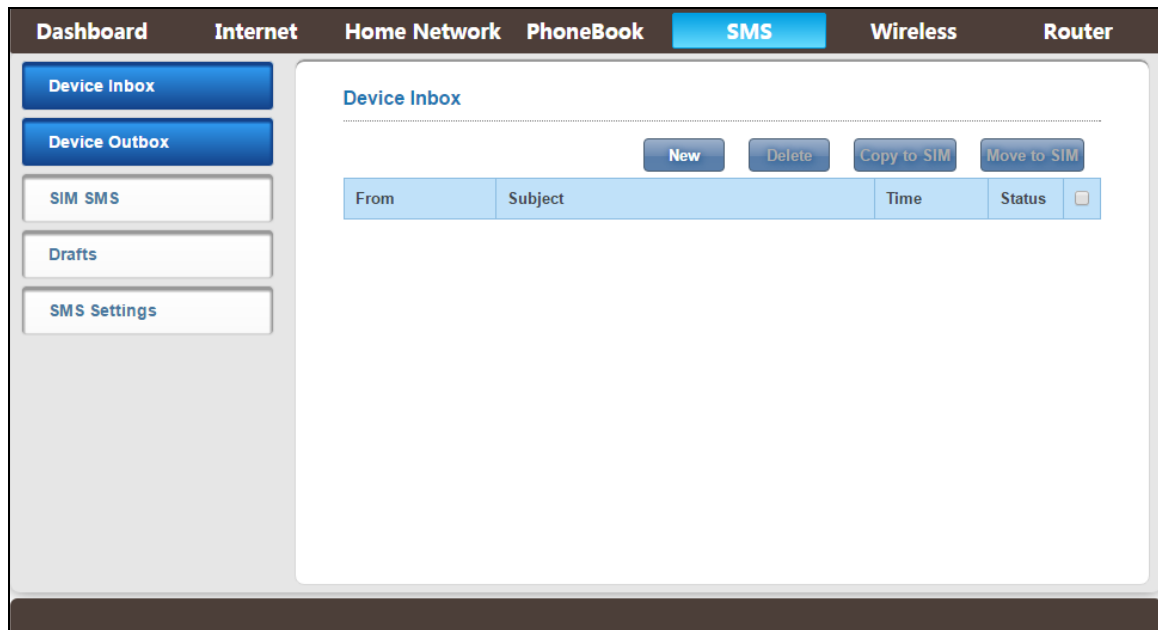 Dashboard Internet Home Network PhoneBook SMS Wireless Router
Device Inbox
Device Outbox
SIM SMS
Drafts
SMS Settings
Device Inbox
New Delete Copy to SIM Move to SIM
From Subject Time Status